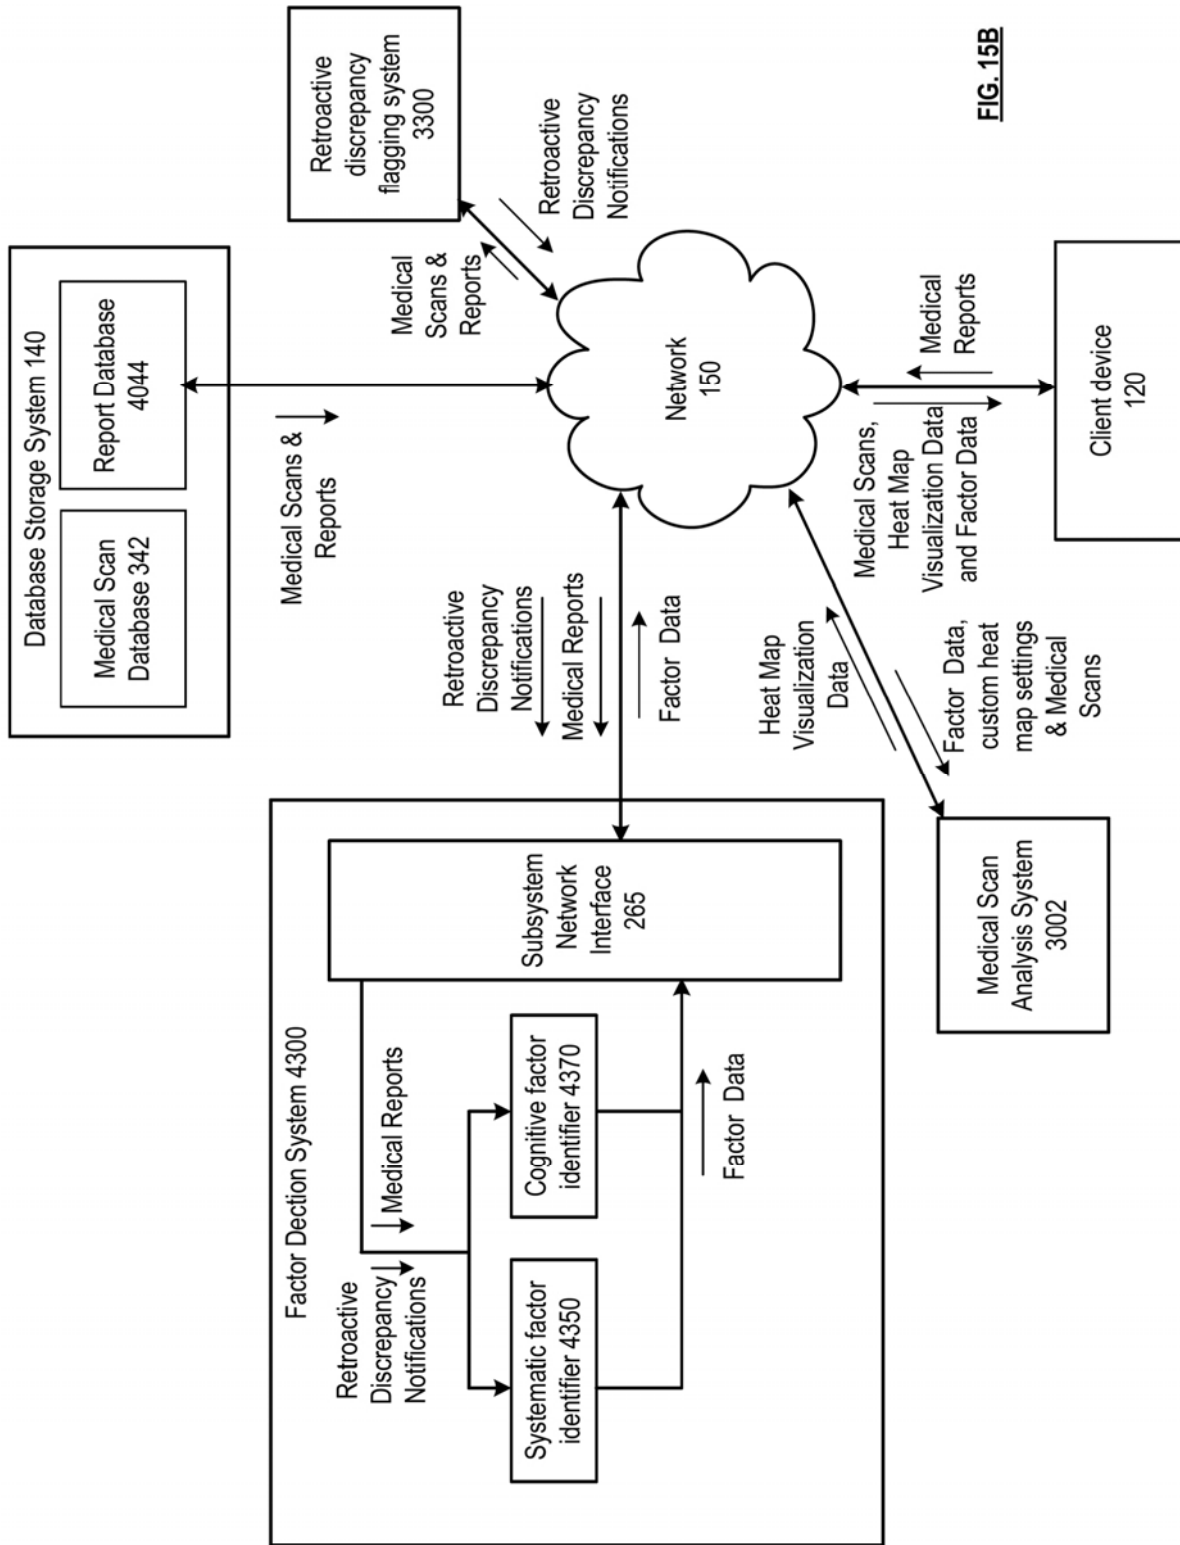 Database Storage System 140
Medical Scan
Database 342
Report Database
4044
Medical Scans &
Reports
Retroactive
discrepancy
flagging system
3300
Medical
Scans &
Reports
Retroactive
Discrepancy
Notifications
Factor Dection System 4300
Retroactive
Discrepancy
Notifications
Medical Reports
Systematic factor
identifier 4350
Cognitive factor
identifier 4370
Factor Data
Subsystem
Network
Interface
265
Retroactive
Discrepancy
Notifications
Medical Reports
Factor Data
Network
150
Heat Map
Visualization
Data
Factor Data,
custom heat
map settings
& Medical
Scans
Medical Scan
Analysis System
3002
Medical Scans,
Heat Map
Visualization Data
and Factor Data
Medical
Reports
Client device
120
FIG. 15B